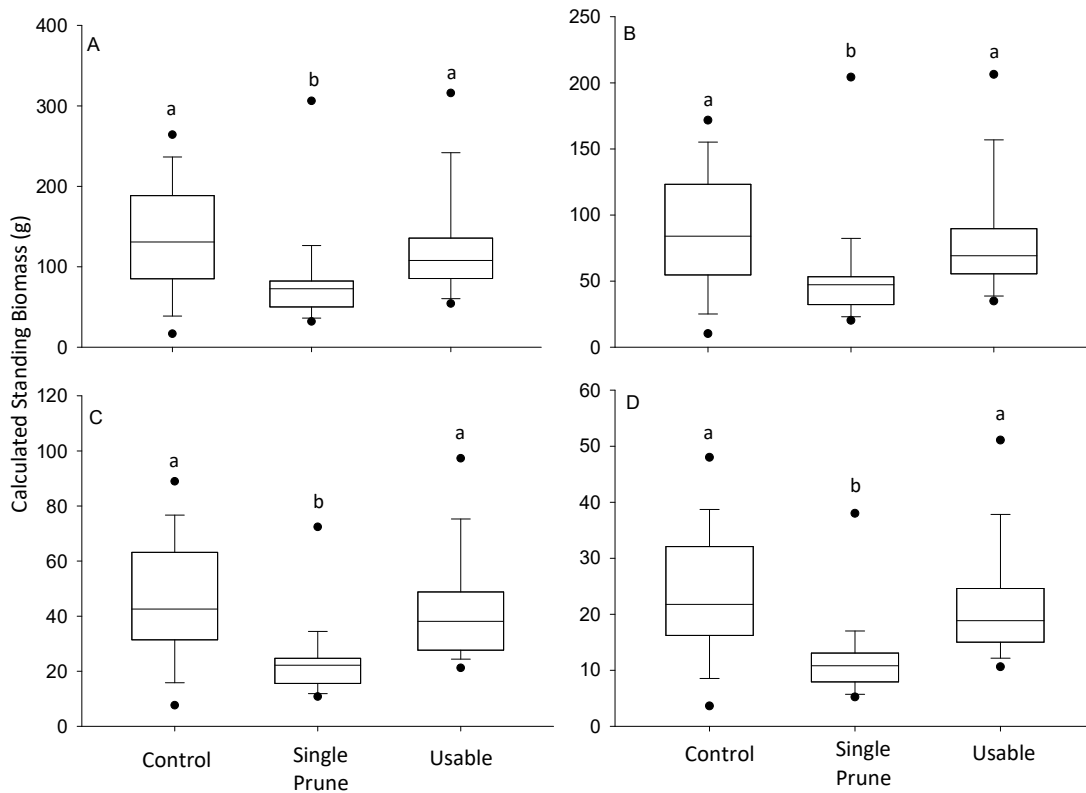 Calculated Standing Biomass (g)
A
400
300
200
100
0
a
b
a
B
250
200
150
100
50
0
a
b
a
C
120
100
80
60
40
20
0
a
b
a
Control
Single
Prune
Usable
D
60
50
40
30
20
10
0
a
b
a
Control
Single
Prune
Usable